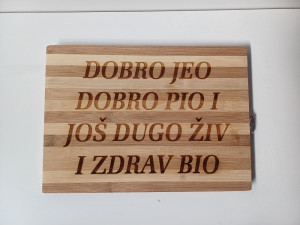 DOBRO JEO
DOBRO PIO I
JOŠ DUGO ŽIV
I ZDRAV BIO